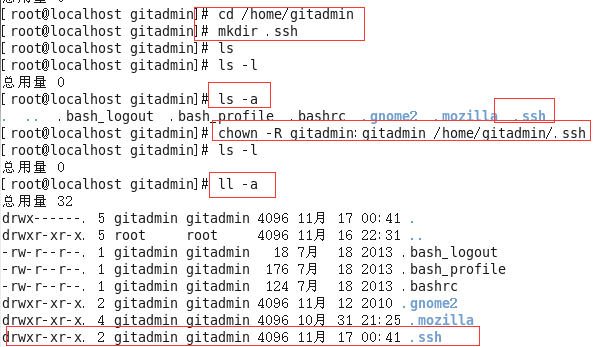 [root@localhost gitadmin]# cd /home/gitadmin
[root@localhost gitadmin]# mkdir .ssh
[root@localhost gitadmin]# ls
[root@localhost gitadmin]# ls -l
总用量 0
[root@localhost gitadmin]# ls -a
. .. .bash_logout .bash_profile .bashrc .gnome2 .mozilla .ssh
[root@localhost gitadmin]# chown -R gitadmin:gitadmin /home/gitadmin/.ssh
[root@localhost gitadmin]# ls -l
总用量 0
[root@localhost gitadmin]# ll -a
总用量 32
drwx------. 5 gitadmin gitadmin 4096 11月 17 00:41 .
drwxr-xr-x. 5 root root 4096 11月 16 22:31 ..
-rw-r--r--. 1 gitadmin gitadmin 18 7月 18 2013 .bash_logout
-rw-r--r--. 1 gitadmin gitadmin 176 7月 18 2013 .bash_profile
-rw-r--r--. 1 gitadmin gitadmin 124 7月 18 2013 .bashrc
drwxr-xr-x. 2 gitadmin gitadmin 4096 11月 12 2010 .gnome2
drwxr-xr-x. 4 gitadmin gitadmin 4096 10月 31 21:25 .mozilla
drwxr-xr-x. 2 gitadmin gitadmin 4096 11月 17 00:41 .ssh